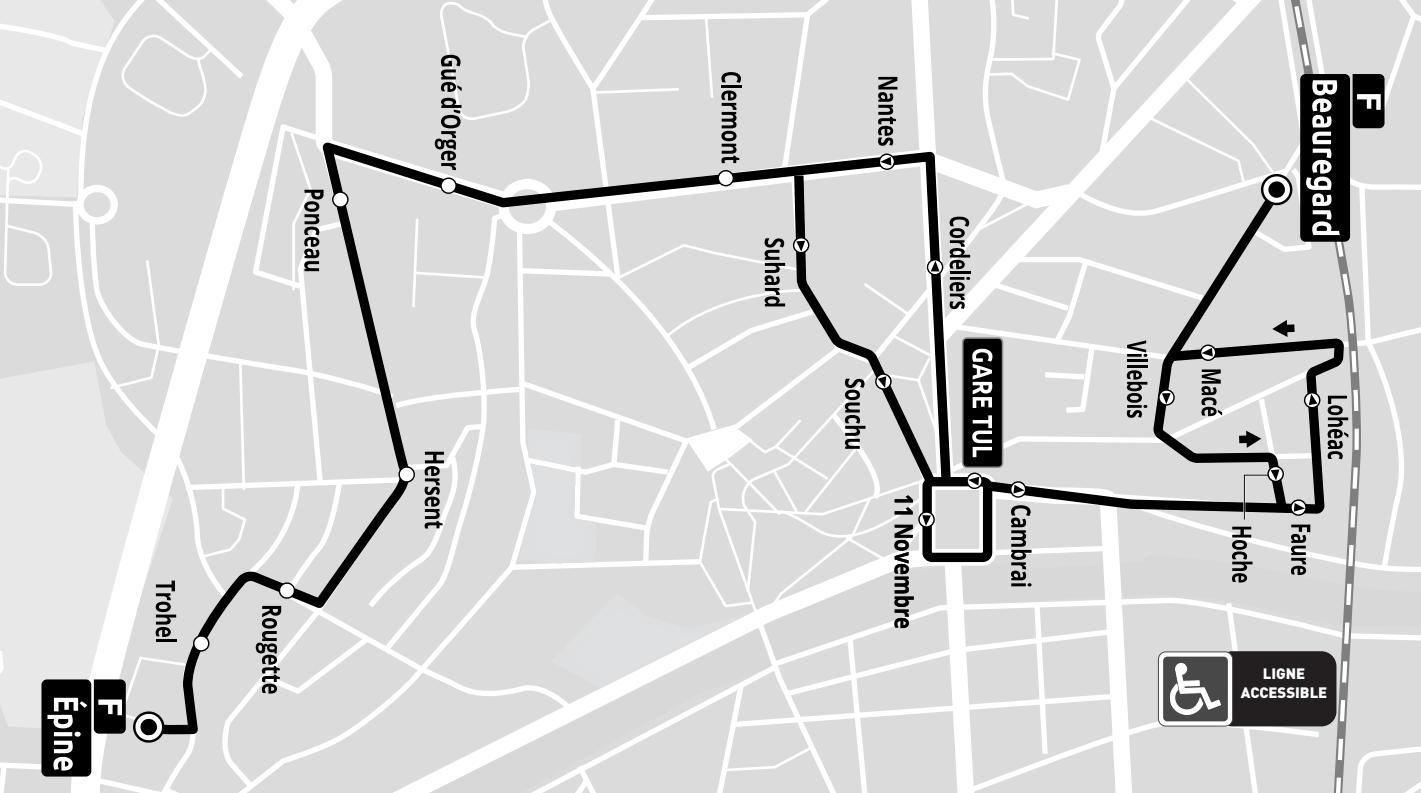 F
Beauregard
Lohéac
Macé
Villebois
Faure
Hoche
Cambrai
GARE TUL
11 Novembre
Cordeliers
Nantes
Souchu
Suhard
Clermont
Gué d'Orger
Ponceau
Hersent
Rougette
Trohel
F
Épine
LIGNE
ACCESSIBLE